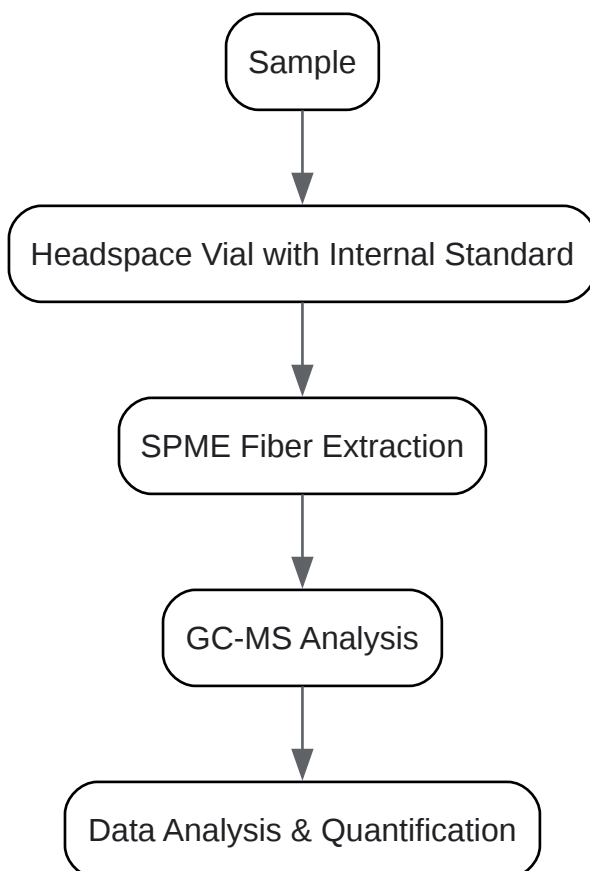 Sample
Headspace Vial with Internal Standard
SPME Fiber Extraction
GC-MS Analysis
Data Analysis & Quantification